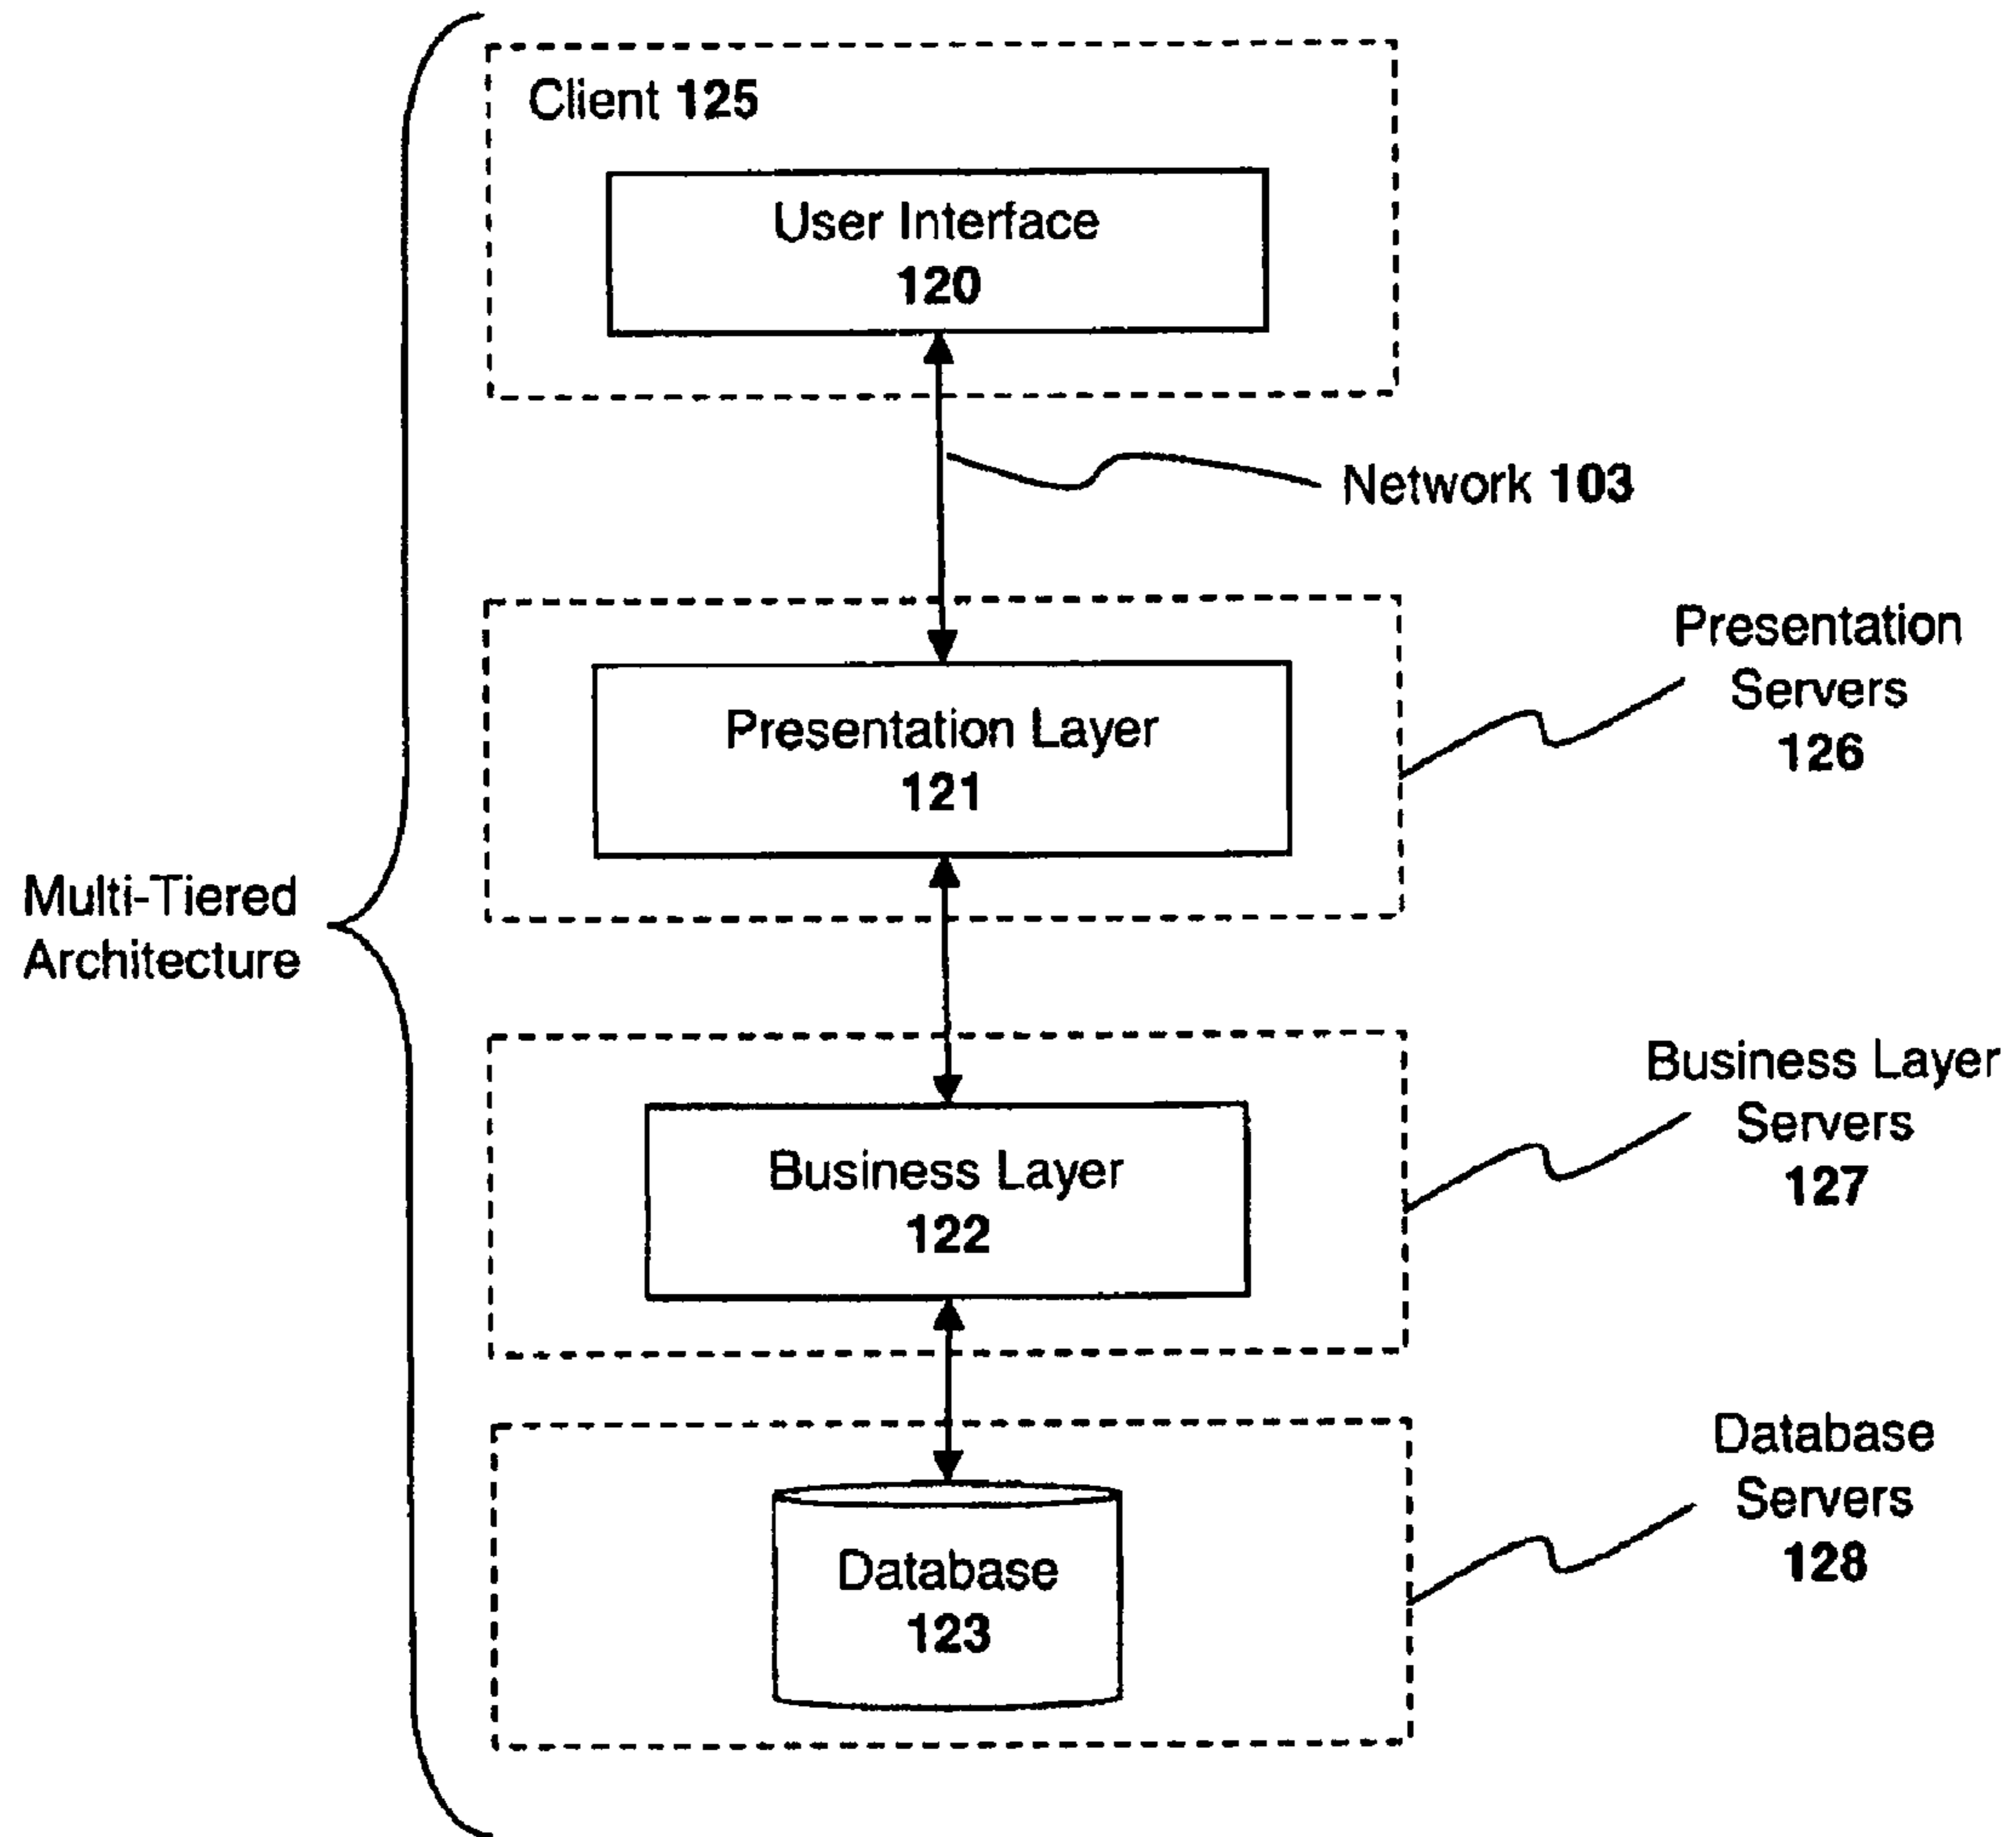 Client 125
User Interface
120
Network 103
Presentation
Servers
126
Presentation Layer
121
Multi-Tiered
Architecture
Business Layer
Servers
127
Business Layer
122
Database
Servers
128
Database
123